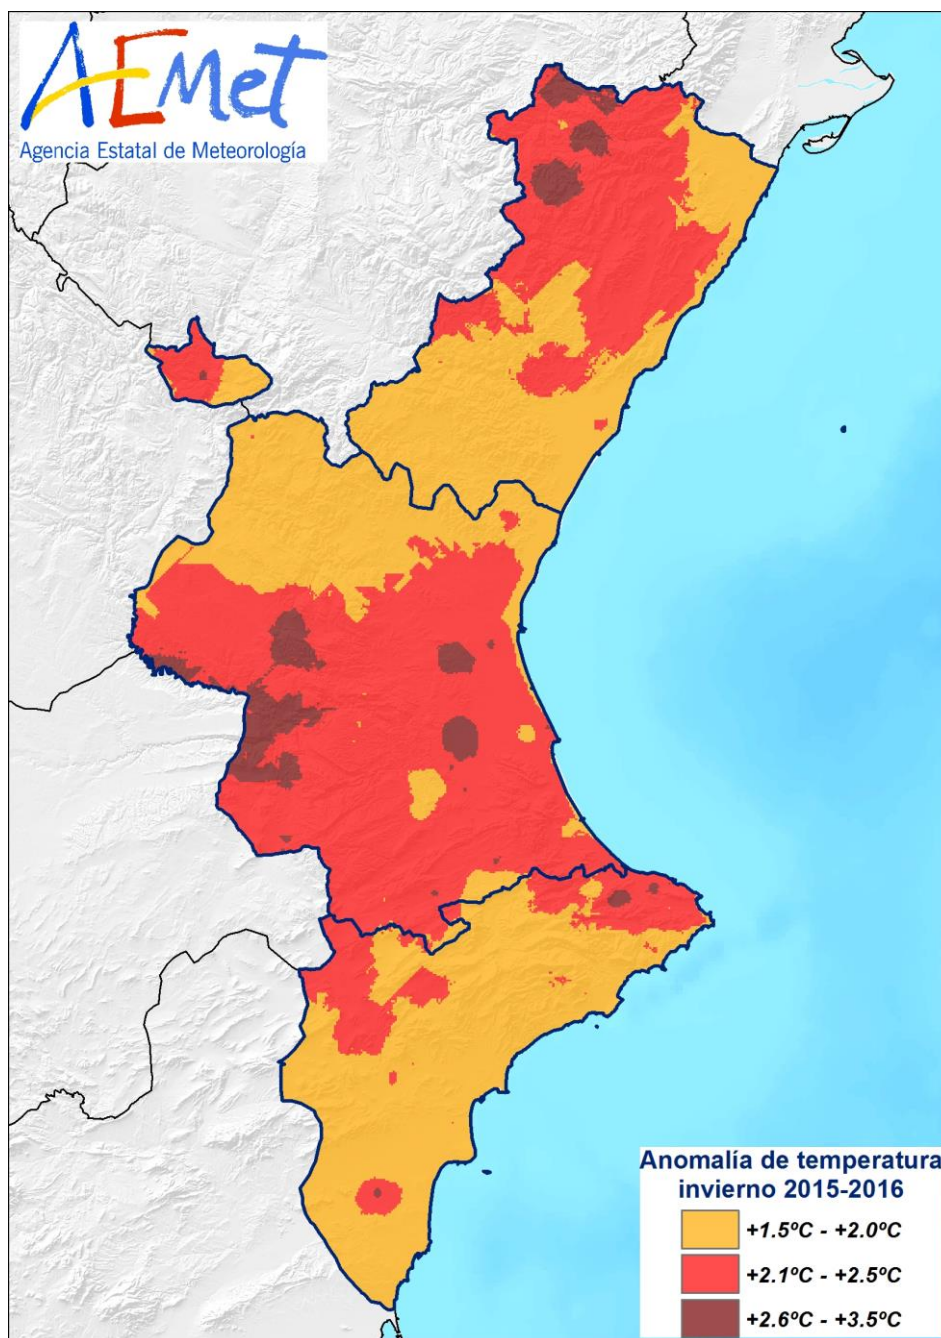 AEMet
Agencia Estatal de Meteorología
Anomalía de temperatura
invierno 2015-2016
+1.5ºC - +2.0ºC
+2.1ºC - +2.5ºC
+2.6ºC - +3.5ºC